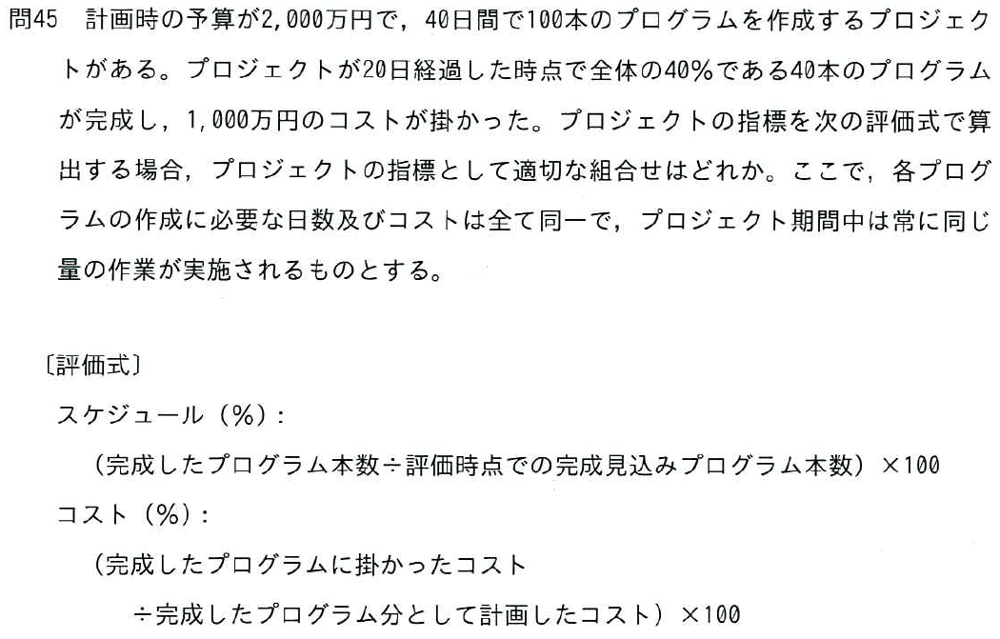 問45 計画時の予算が2,000万円で，40日間で100本のプログラムを作成するプロジェク
トがある。プロジェクトが20日経過した時点で全体の40%である40本のプログラム
が完成し，1,000万円のコストが掛かった。プロジェクトの指標を次の評価式で算
出する場合，プロジェクトの指標として適切な組合せはどれか。ここで，各プログ
ラムの作成に必要な日数及びコストは全て同一で，プロジェクト期間中は常に同じ
量の作業が実施されるものとする。
〔評価式〕
スケジュール（%）：
（完成したプログラム本数÷評価時点での完成見込みプログラム本数）×100
コスト（%）：
（完成したプログラムに掛かったコスト
÷完成したプログラム分として計画したコスト）×100